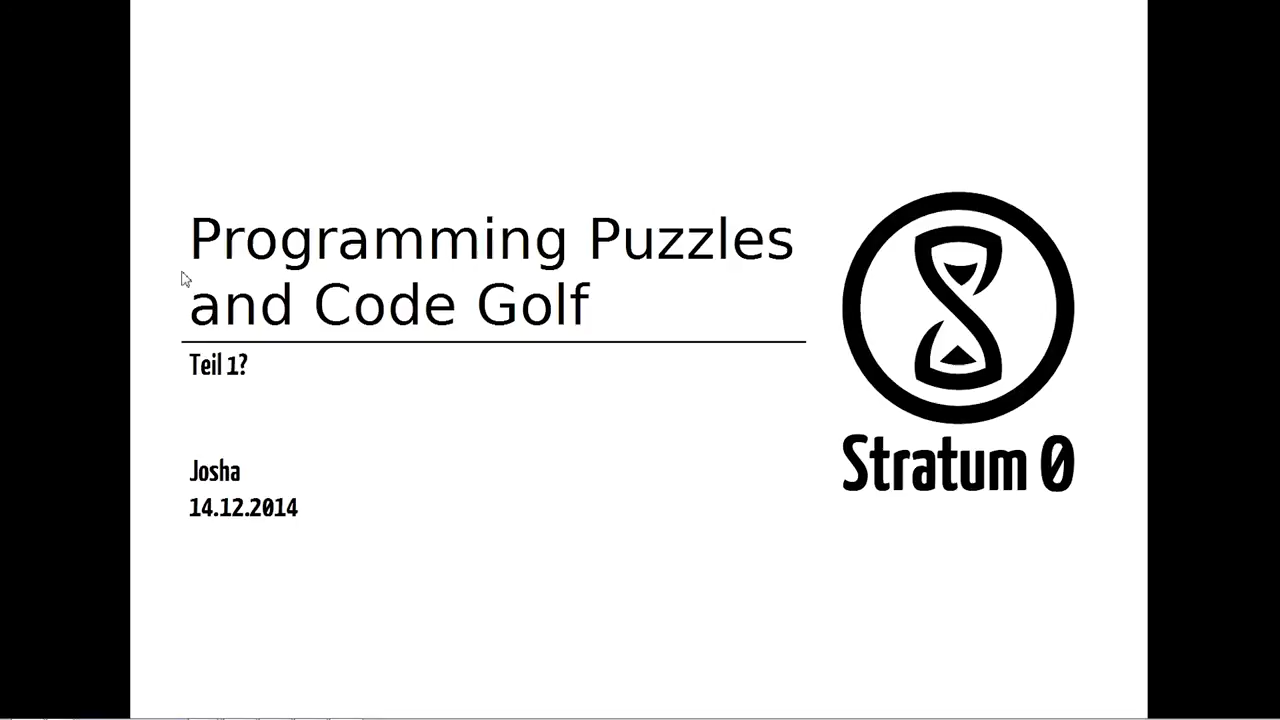 Programming Puzzles
and Code Golf
Teil 1?
Josha
14.12.2014
Stratum 0